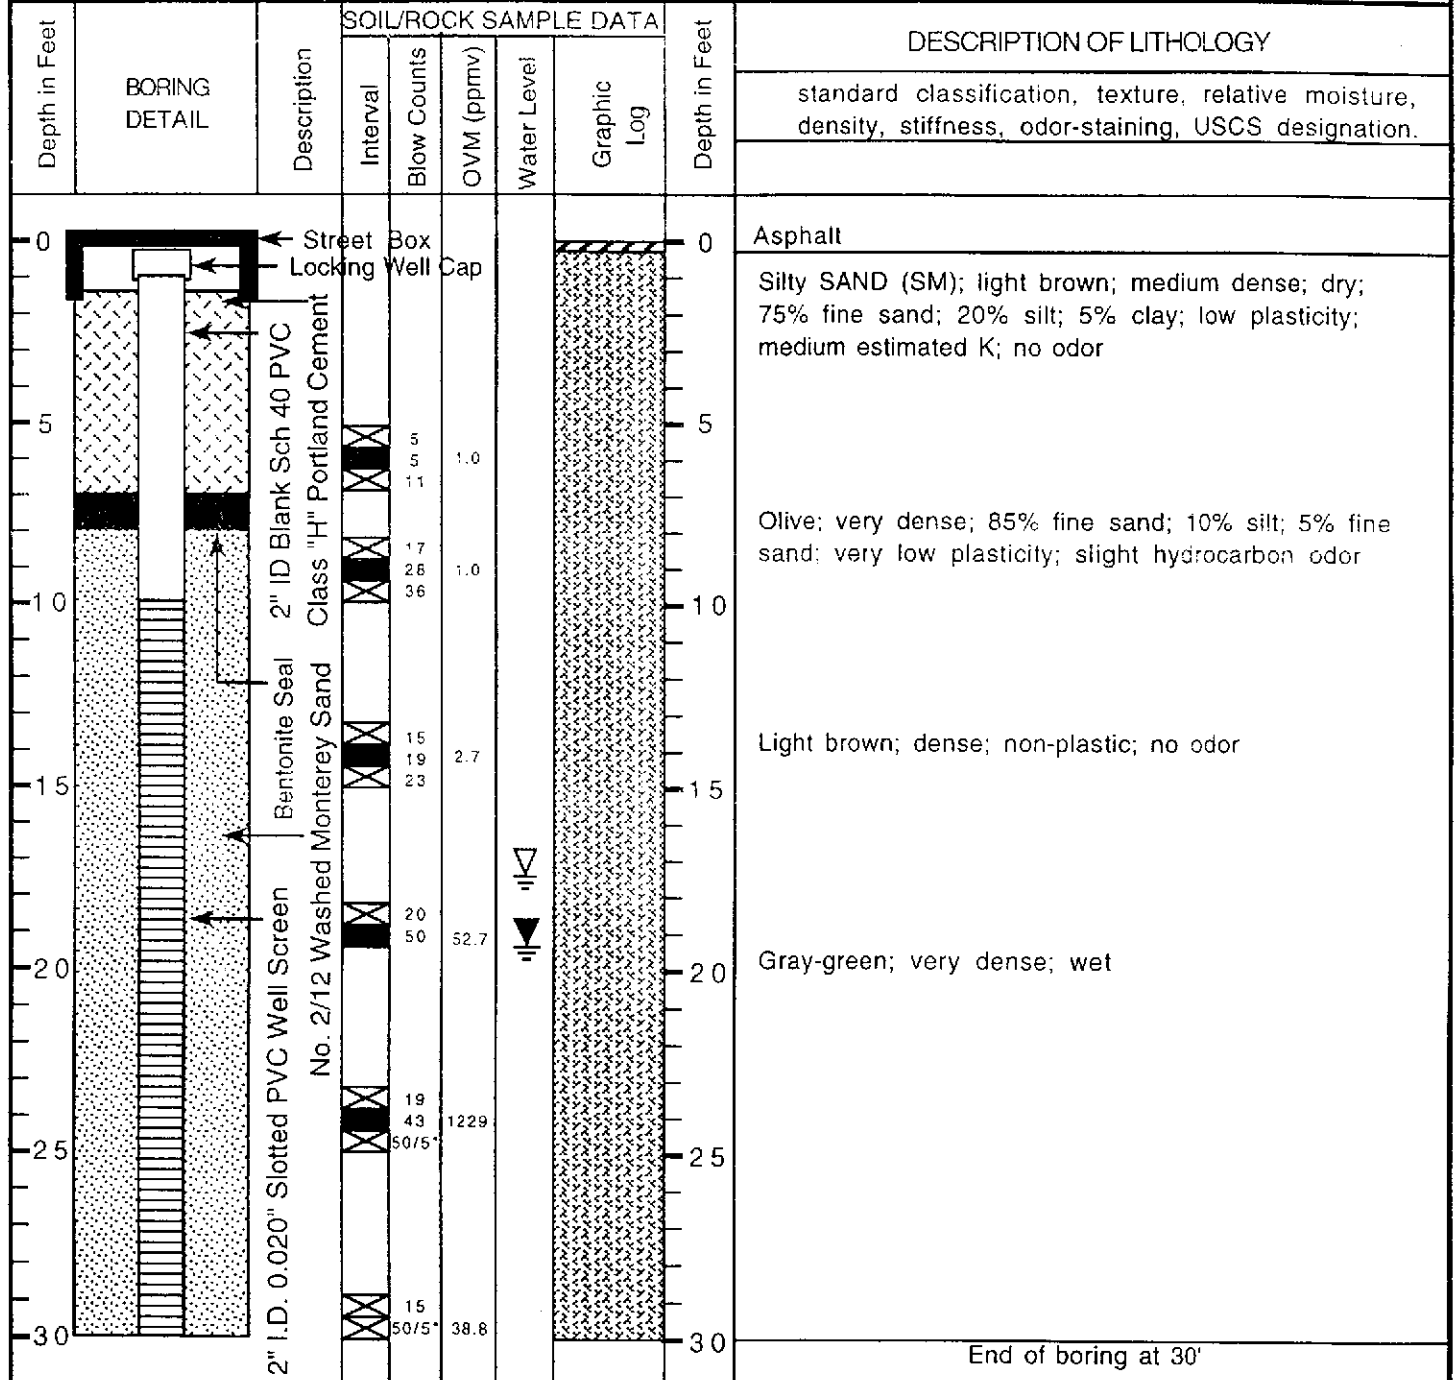 SOIL/ROCK SAMPLE DATA
Depth in Feet
BORING
DETAIL
Description
Interval
Blow Counts
OVM (ppmv)
Water Level
Graphic
Log
Depth in Feet
DESCRIPTION OF LITHOLOGY
standard classification, texture, relative moisture,
density, stiffness, odor-staining, USCS designation.
0
5
10
15
20
25
30
Street Box
Locking Well Cap
2" ID Blank Sch 40 PVC
Class "H" Portland Cement
Bentonite Seal
No. 2/12 Washed Monterey Sand
2" I.D. 0.020" Slotted PVC Well Screen
5
5 1.0
11
17
28 1.0
36
15
19 2.7
23
20
50 52.7
19
43 1229
50/5"
15
50/5" 38.8
0
5
10
15
20
25
30
Asphalt
Silty SAND (SM); light brown; medium dense; dry;
75% fine sand; 20% silt; 5% clay; low plasticity;
medium estimated K; no odor
Olive; very dense; 85% fine sand; 10% silt; 5% fine
sand; very low plasticity; slight hydrocarbon odor
Light brown; dense; non-plastic; no odor
Gray-green; very dense; wet
End of boring at 30'